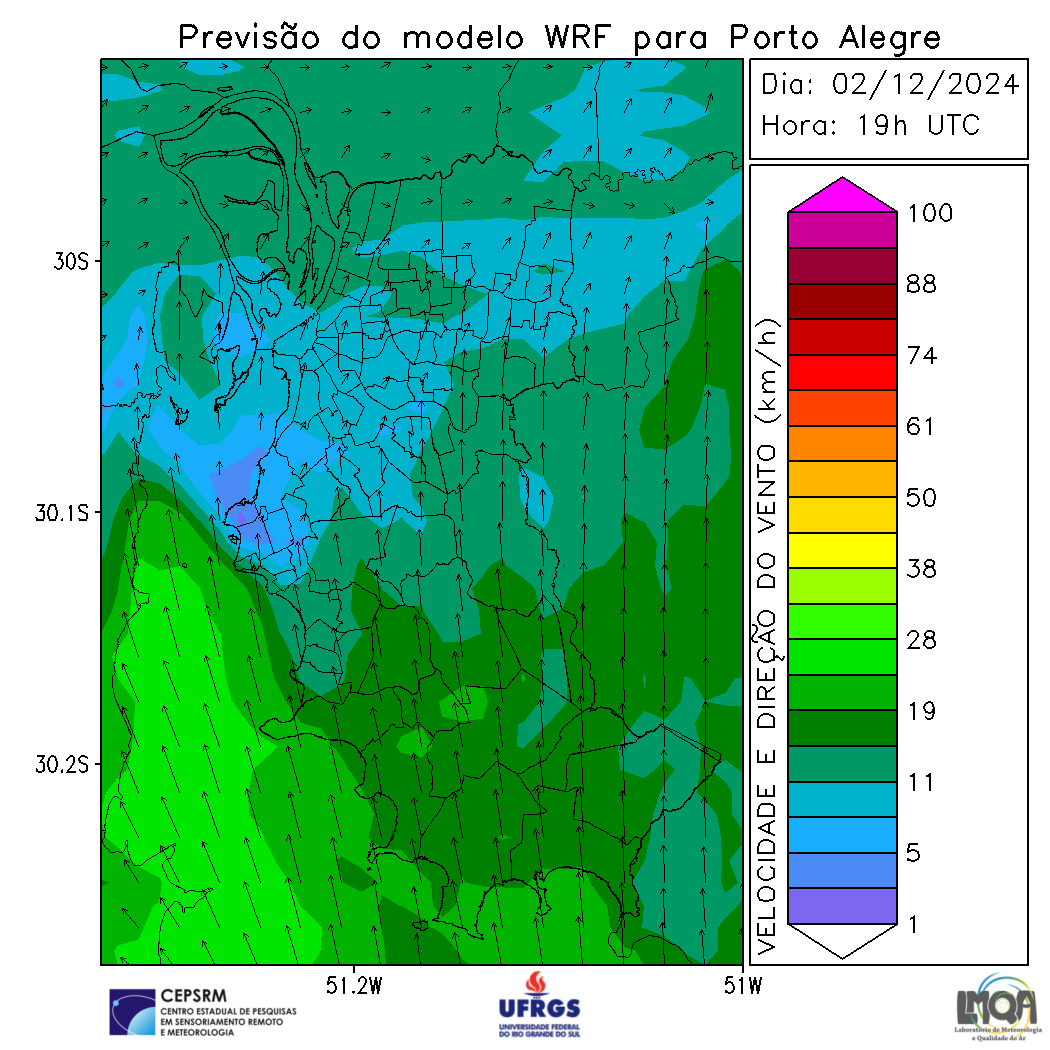 Previsão do modelo WRF para Porto Alegre
Dia: 02/12/2024
Hora: 19h UTC
30S
30.1S
30.2S
51.2W
51W
VELOCIDADE E DIREÇÃO DO VENTO (km/h)
100
88
74
61
50
38
28
19
11
5
1
CEPSRM
CENTRO ESTADUAL DE PESQUISAS
EM SENSORIAMENTO REMOTO
E METEOROLOGIA
UFRGS
UNIVERSIDADE FEDERAL
DO RIO GRANDE DO SUL
LMQA
Laboratório de Meteorologia
e Qualidade do Ar